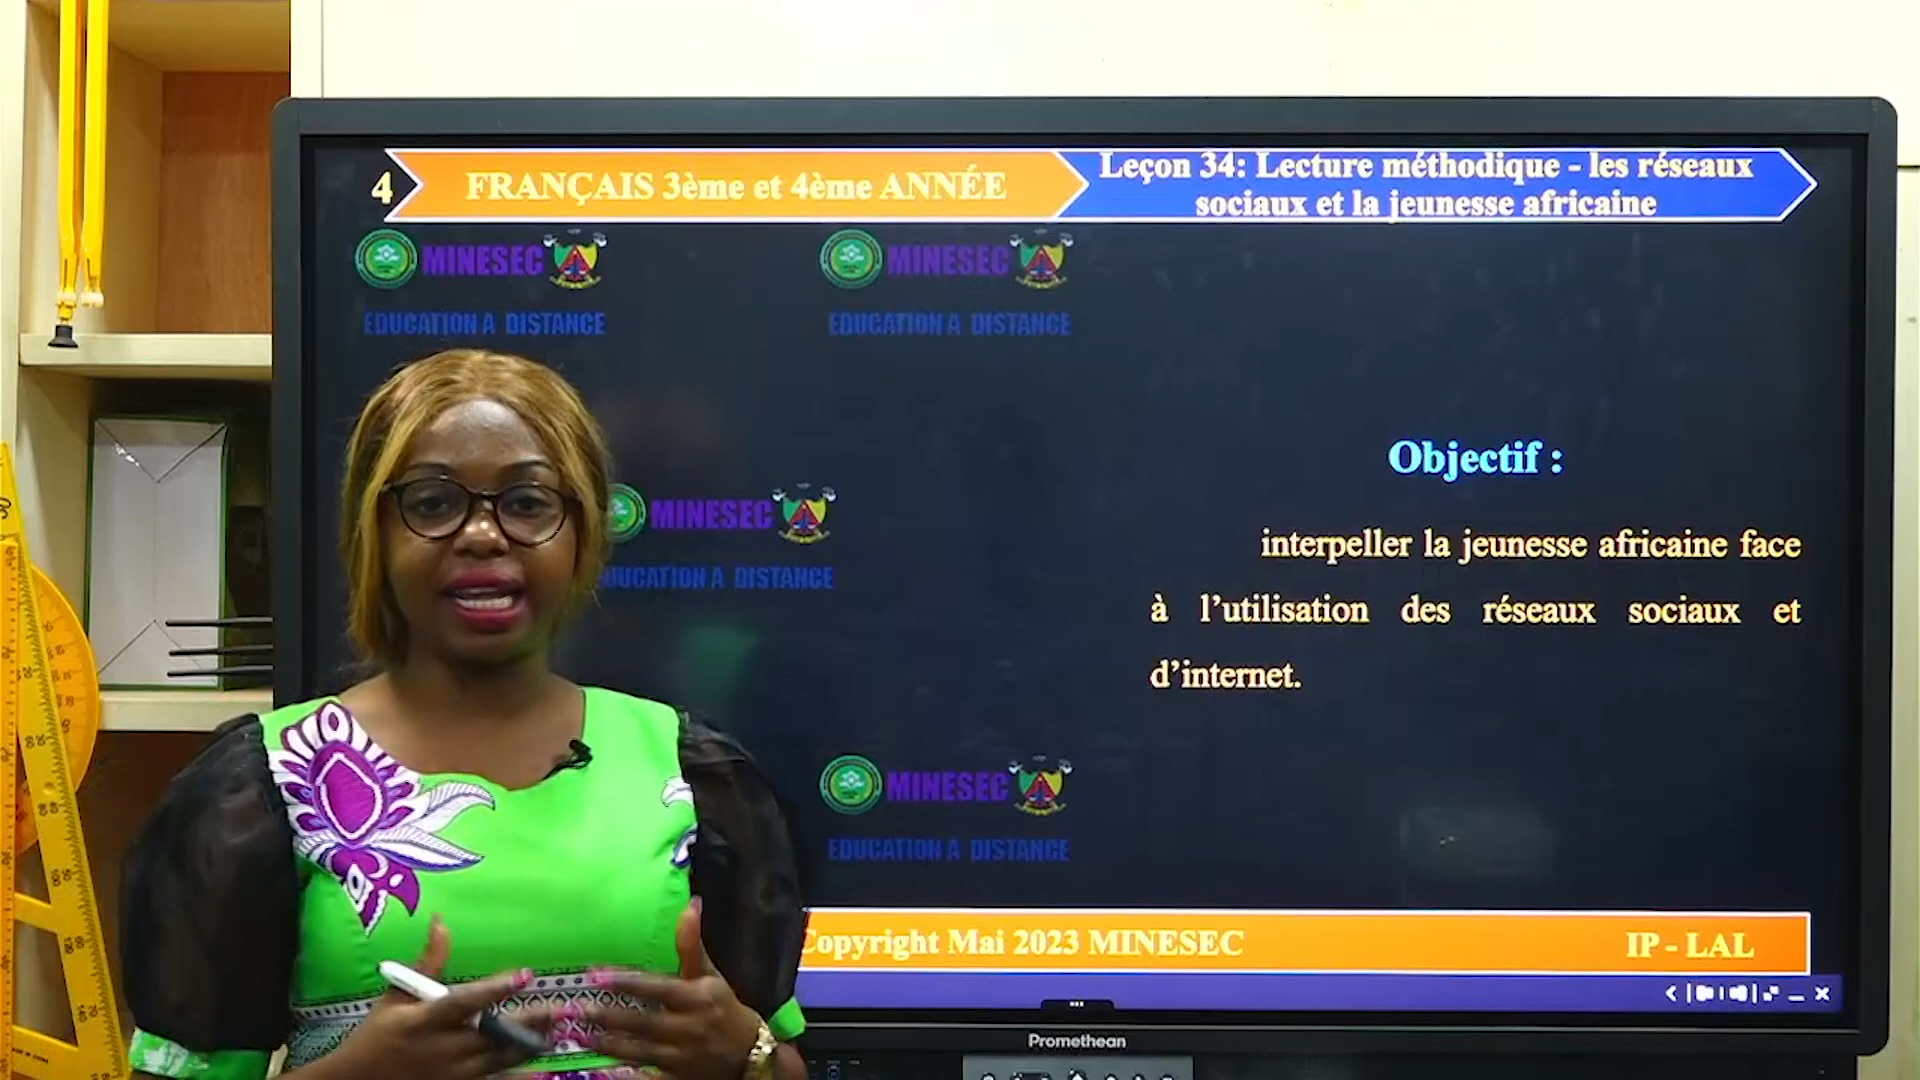 4
FRANÇAIS 3ème et 4ème ANNÉE
Leçon 34: Lecture méthodique - les réseaux
sociaux et la jeunesse africaine
MINESEC
EDUCATION A DISTANCE
MINESEC
EDUCATION A DISTANCE
Objectif :
MINESEC
EDUCATION A DISTANCE
interpeller la jeunesse africaine face
à l’utilisation des réseaux sociaux et
d’internet.
MINESEC
EDUCATION A DISTANCE
Copyright Mai 2023 MINESEC
IP - LAL
Promethean